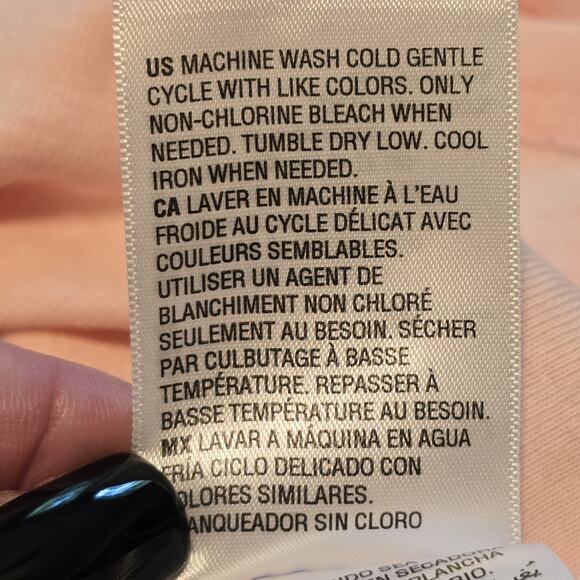 US MACHINE WASH COLD GENTLE
CYCLE WITH LIKE COLORS. ONLY
NON-CHLORINE BLEACH WHEN
NEEDED. TUMBLE DRY LOW. COOL
IRON WHEN NEEDED.
CA LAVER EN MACHINE À L'EAU
FROIDE AU CYCLE DÉLICAT AVEC
COULEURS SEMBLABLES.
UTILISER UN AGENT DE
BLANCHIMENT NON CHLORÉ
SEULEMENT AU BESOIN. SÉCHER
PAR CULBUTAGE À BASSE
TEMPÉRATURE. REPASSER À
BASSE TEMPÉRATURE AU BESOIN.
MX LAVAR A MÁQUINA EN AGUA
FRÍA CICLO DELICADO CON
OLORES SIMILARES.
ANQUEADOR SIN CLORO